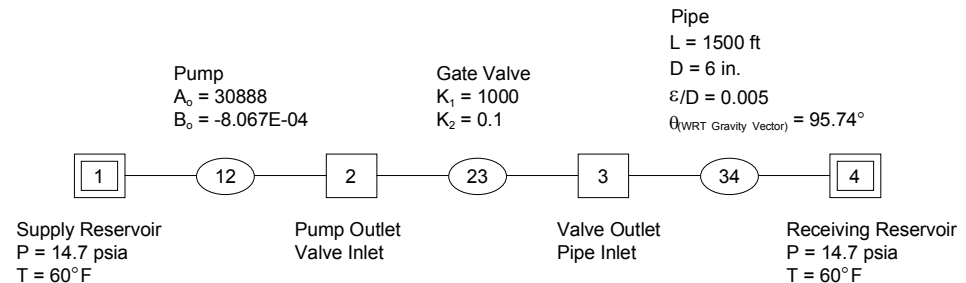 Pipe
L = 1500 ft
D = 6 in.
ε/D = 0.005
θ(WRT Gravity Vector) = 95.74°
Pump
Aₒ = 30888
Bₒ = -8.067E-04
Gate Valve
K₁ = 1000
K₂ = 0.1
1
12
2
23
3
34
4
Supply Reservoir
P = 14.7 psia
T = 60°F
Pump Outlet
Valve Inlet
Valve Outlet
Pipe Inlet
Receiving Reservoir
P = 14.7 psia
T = 60°F